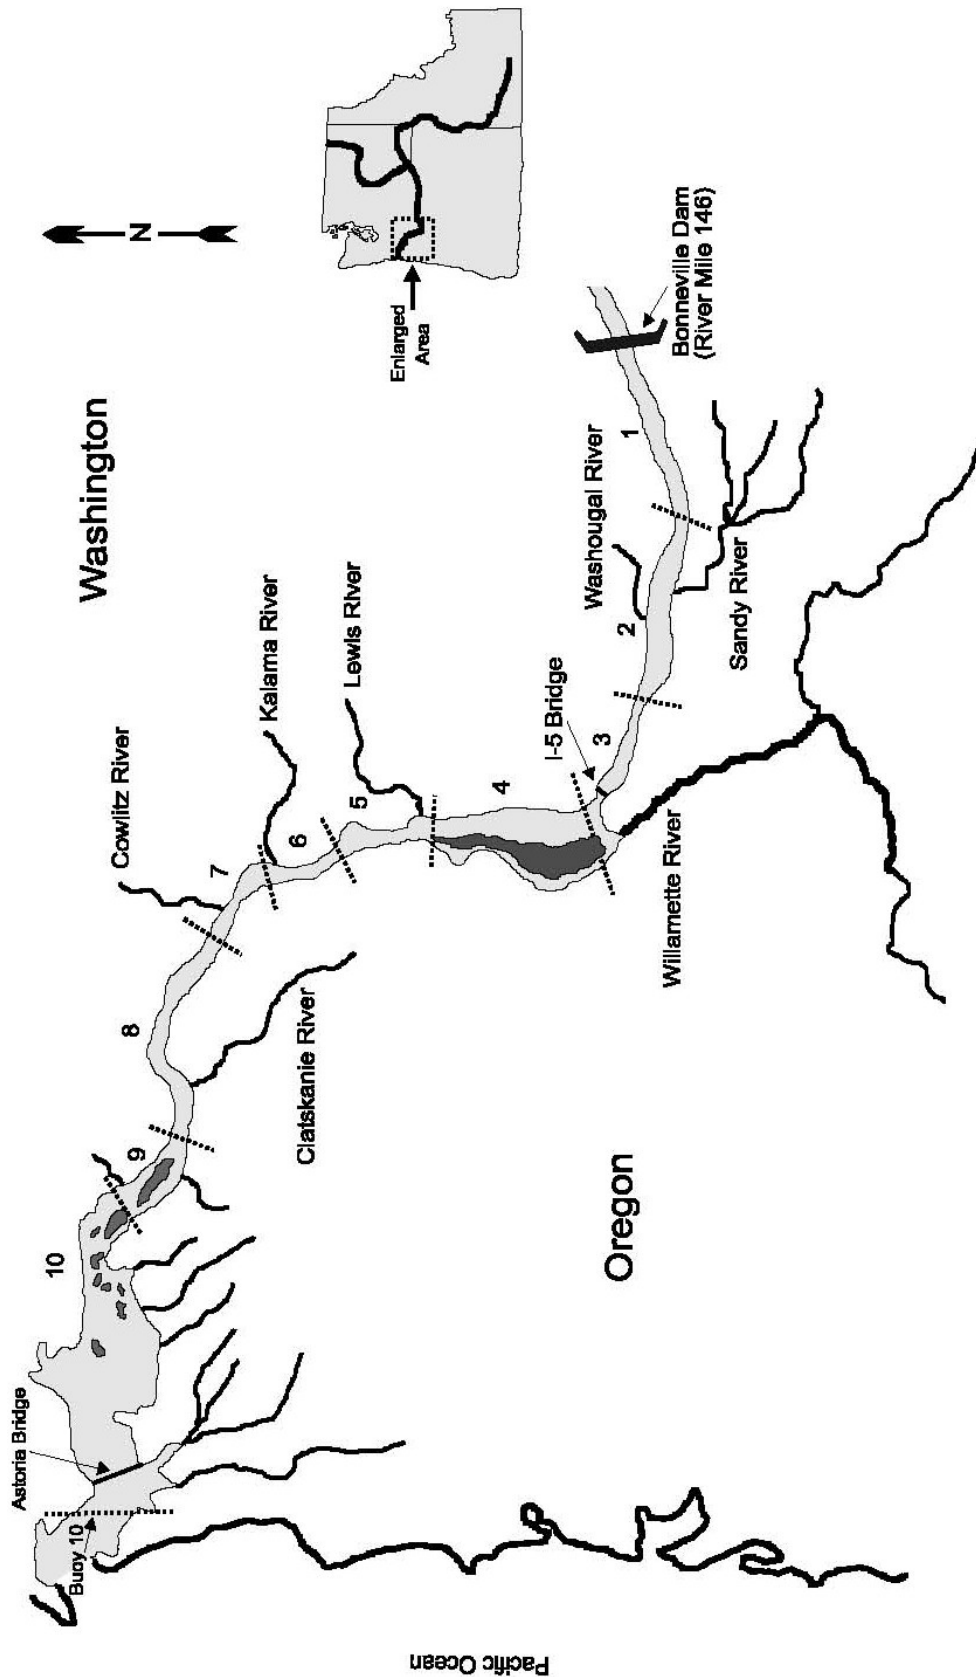 Washington
N
Enlarged
Area
Cowlitz River
Kalama River
Lewis River
Washougal River
I-5 Bridge
Bonneville Dam
(River Mile 146)
1
2
3
4
5
6
7
8
9
10
Astoria Bridge
Buoy 10
Clatskanie River
Willamette River
Sandy River
Oregon
Pacific Ocean